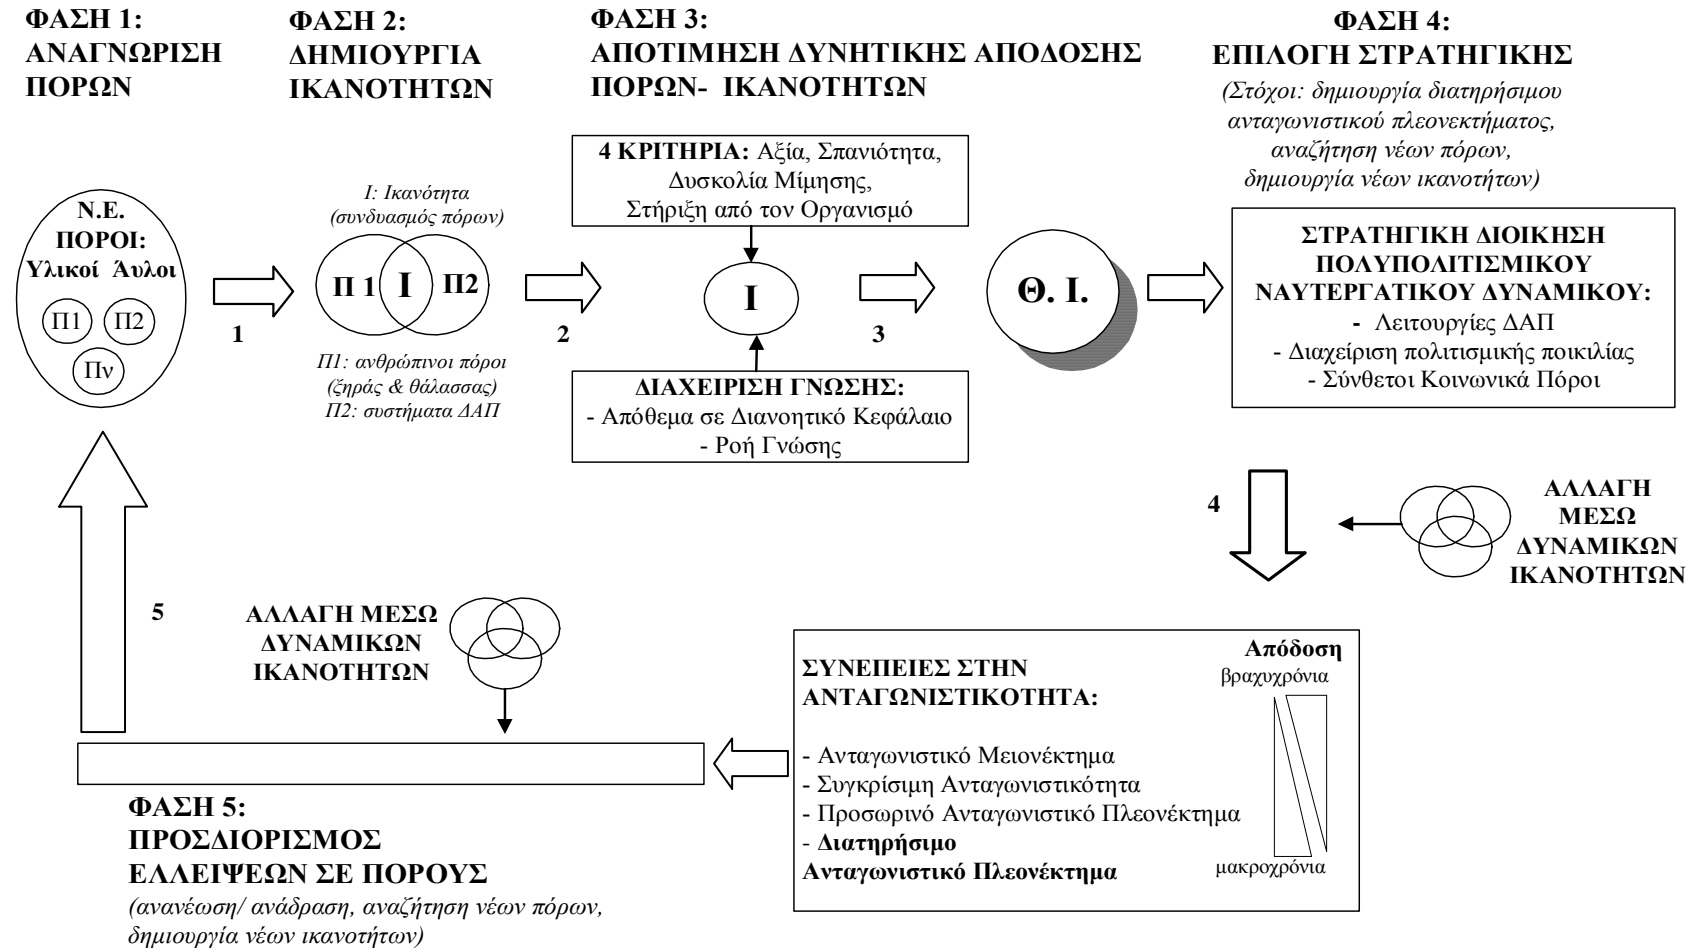 ΦΑΣΗ 1:
ΑΝΑΓΝΩΡΙΣΗ
ΠΟΡΩΝ
ΦΑΣΗ 2:
ΔΗΜΙΟΥΡΓΙΑ
ΙΚΑΝΟΤΗΤΩΝ
ΦΑΣΗ 3:
ΑΠΟΤΙΜΗΣΗ ΔΥΝΗΤΙΚΗΣ ΑΠΟΔΟΣΗΣ
ΠΟΡΩΝ- ΙΚΑΝΟΤΗΤΩΝ
ΦΑΣΗ 4:
ΕΠΙΛΟΓΗ ΣΤΡΑΤΗΓΙΚΗΣ
(Στόχοι: δημιουργία διατηρήσιμου
ανταγωνιστικού πλεονεκτήματος,
αναζήτηση νέων πόρων,
δημιουργία νέων ικανοτήτων)
Ν.Ε.
ΠΟΡΟΙ:
Υλικοί Άυλοι
Π1
Π2
Πν
1
Ι: Ικανότητα
(συνδυασμός πόρων)
Π 1
Ι
Π2
Π1: ανθρώπινοι πόροι
(ξηράς & θάλασσας)
Π2: συστήματα ΔΑΠ
2
4 ΚΡΙΤΗΡΙΑ: Αξία, Σπανιότητα,
Δυσκολία Μίμησης,
Στήριξη από τον Οργανισμό
Ι
ΔΙΑΧΕΙΡΙΣΗ ΓΝΩΣΗΣ:
- Απόθεμα σε Διανοητικό Κεφάλαιο
- Ροή Γνώσης
3
Θ. Ι.
ΣΤΡΑΤΗΓΙΚΗ ΔΙΟΙΚΗΣΗ
ΠΟΛΥΠΟΛΙΤΙΣΜΙΚΟΥ
ΝΑΥΤΕΡΓΑΤΙΚΟΥ ΔΥΝΑΜΙΚΟΥ:
- Λειτουργίες ΔΑΠ
- Διαχείριση πολιτισμικής ποικιλίας
- Σύνθετοι Κοινωνικά Πόροι
4
ΑΛΛΑΓΗ
ΜΕΣΩ
ΔΥΝΑΜΙΚΩΝ
ΙΚΑΝΟΤΗΤΩΝ
5
ΑΛΛΑΓΗ ΜΕΣΩ
ΔΥΝΑΜΙΚΩΝ
ΙΚΑΝΟΤΗΤΩΝ
ΣΥΝΕΠΕΙΕΣ ΣΤΗΝ
ΑΝΤΑΓΩΝΙΣΤΙΚΟΤΗΤΑ:
- Ανταγωνιστικό Μειονέκτημα
- Συγκρίσιμη Ανταγωνιστικότητα
- Προσωρινό Ανταγωνιστικό Πλεονέκτημα
- Διατηρήσιμο
Ανταγωνιστικό Πλεονέκτημα
Απόδοση
βραχυχρόνια
μακροχρόνια
ΦΑΣΗ 5:
ΠΡΟΣΔΙΟΡΙΣΜΟΣ
ΕΛΛΕΙΨΕΩΝ ΣΕ ΠΟΡΟΥΣ
(ανανέωση/ ανάδραση, αναζήτηση νέων πόρων,
δημιουργία νέων ικανοτήτων)